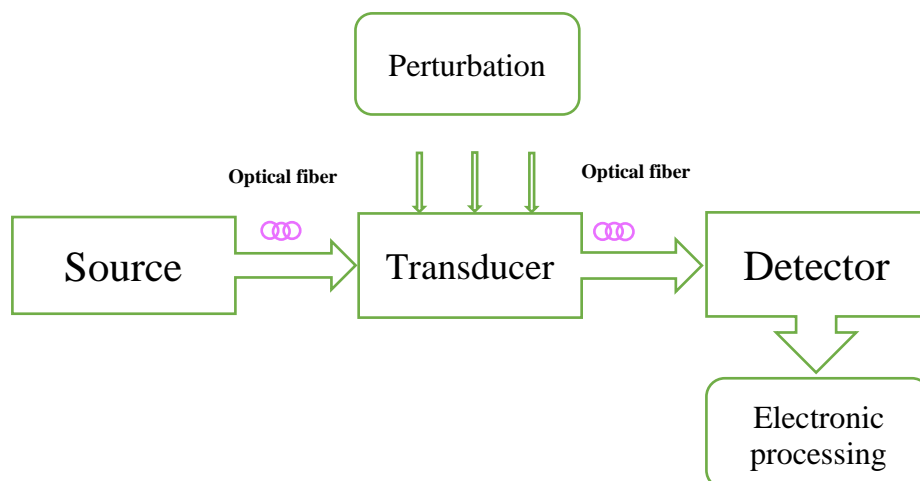 Perturbation
Optical fiber
Optical fiber
Source
Transducer
Detector
Electronic
processing